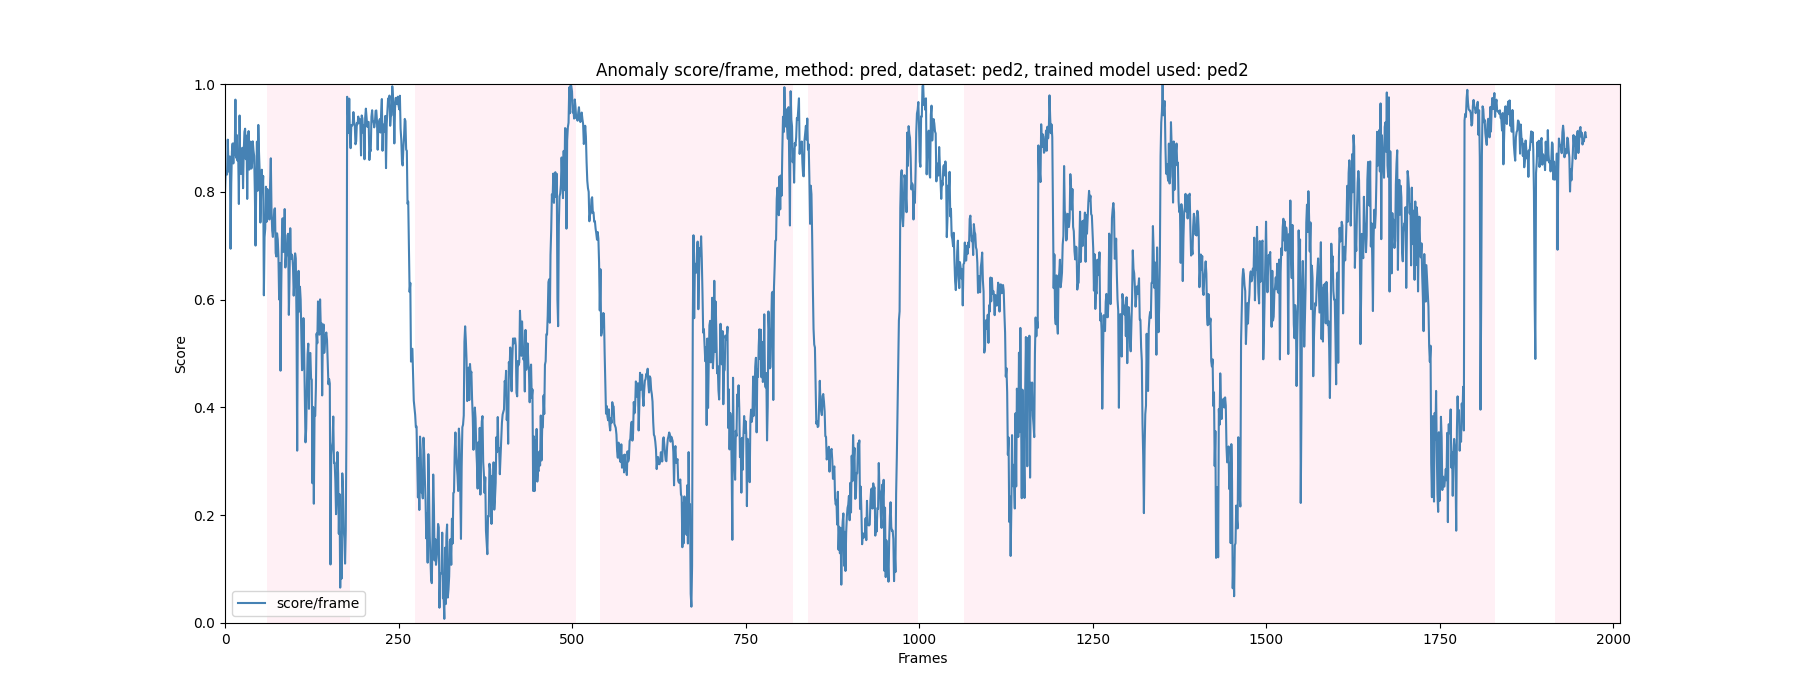 Anomaly score/frame, method: pred, dataset: ped2, trained model used: ped2
1.0
0.8
0.6
0.4
0.2
0.0
Score
score/frame
0 250 500 750 1000 1250 1500 1750 2000
Frames